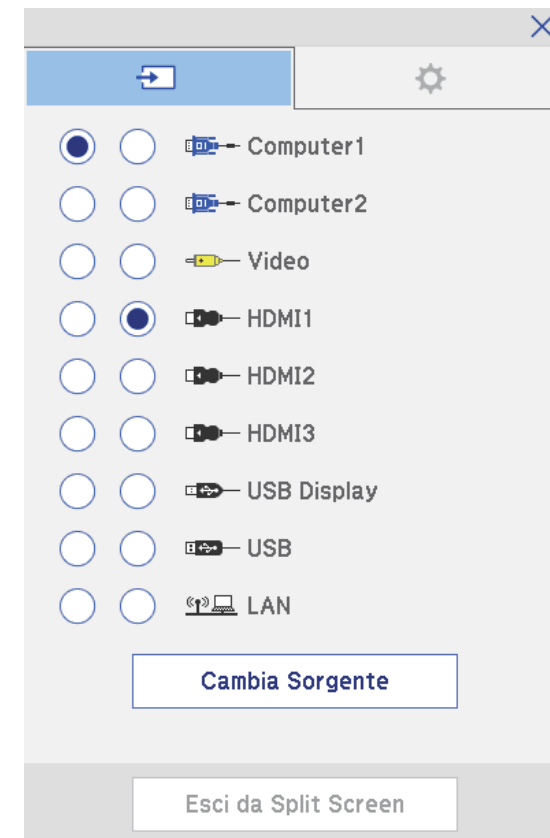 Computer1
Computer2
Video
HDMI1
HDMI2
HDMI3
USB Display
USB
LAN
Cambia Sorgente
Esci da Split Screen